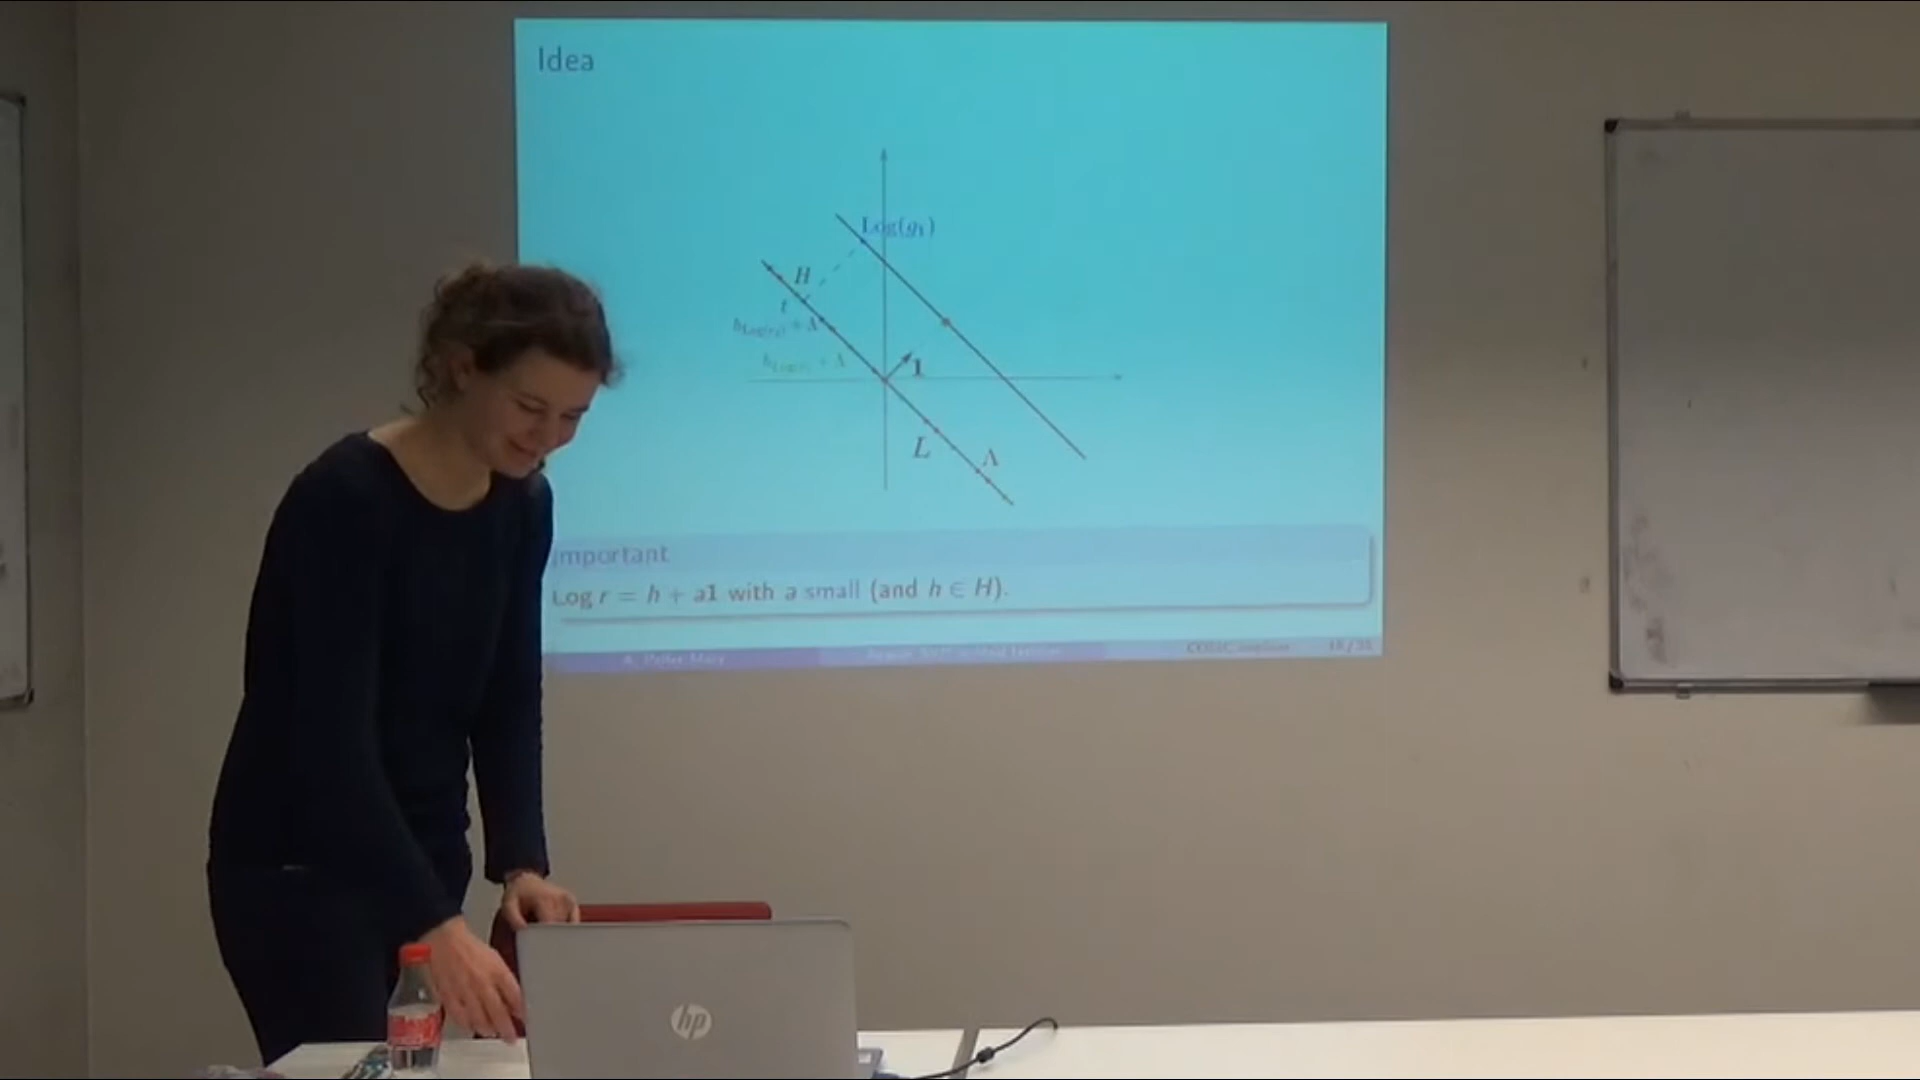 Idea
Log(g₁)
H
t
1
L
Λ
Important
Log r = h + a1 with a small (and h ∈ H).
hp